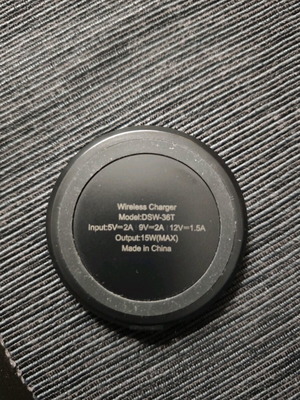 Wireless Charger
Model:DSW-36T
Input:5V⎓2A 9V⎓2A 12V⎓1.5A
Output:15W(MAX)
Made in China